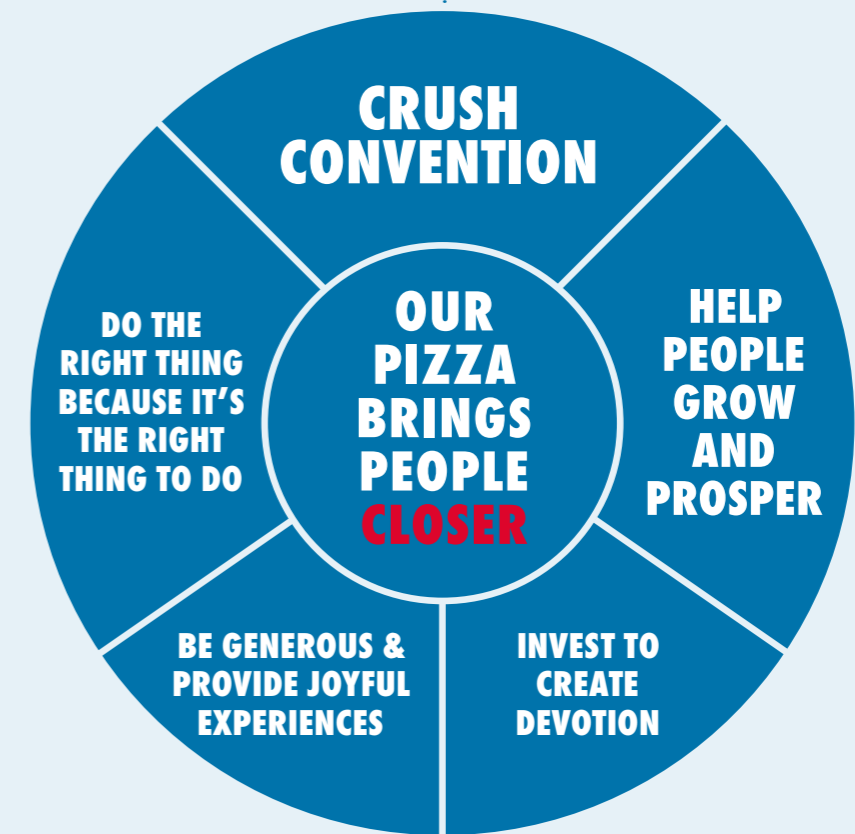 CRUSH
CONVENTION
DO THE
RIGHT THING
BECAUSE IT'S
THE RIGHT
THING TO DO
OUR
PIZZA
BRINGS
PEOPLE
CLOSER
HELP
PEOPLE
GROW
AND
PROSPER
BE GENEROUS &
PROVIDE JOYFUL
EXPERIENCES
INVEST TO
CREATE
DEVOTION